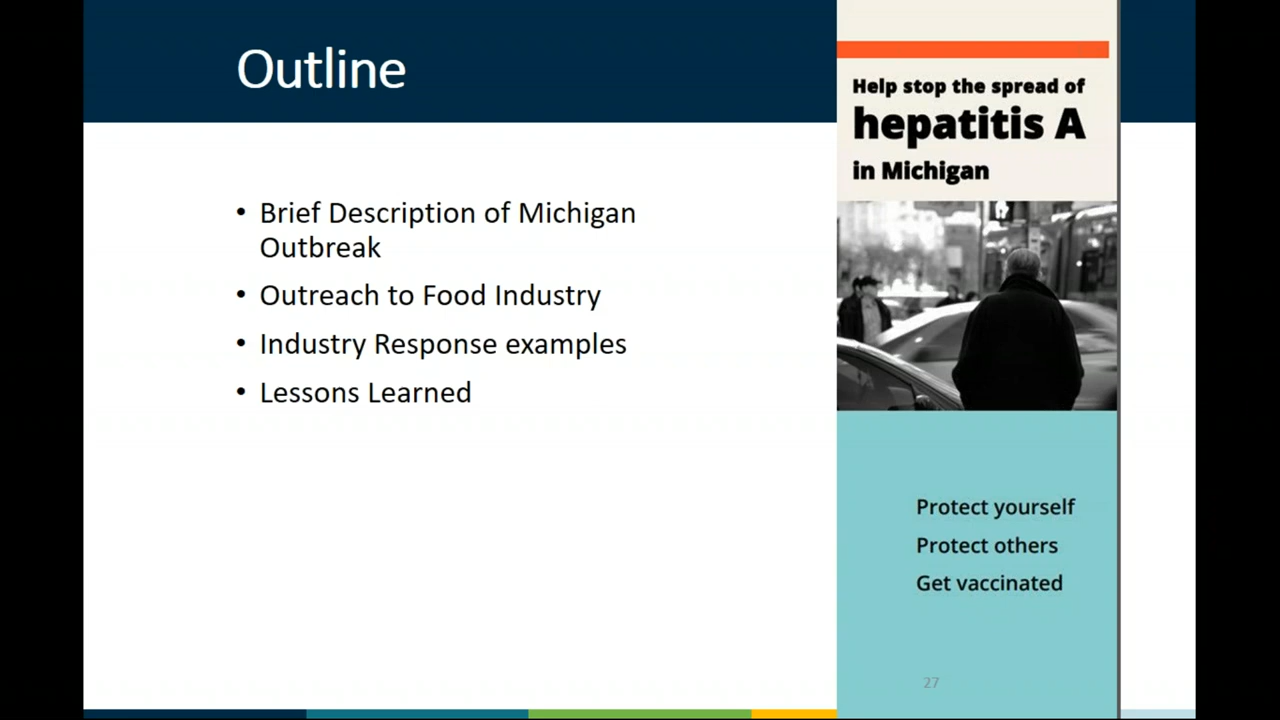 Outline
• Brief Description of Michigan
Outbreak
• Outreach to Food Industry
• Industry Response examples
• Lessons Learned
Help stop the spread of
hepatitis A
in Michigan
Protect yourself
Protect others
Get vaccinated
27